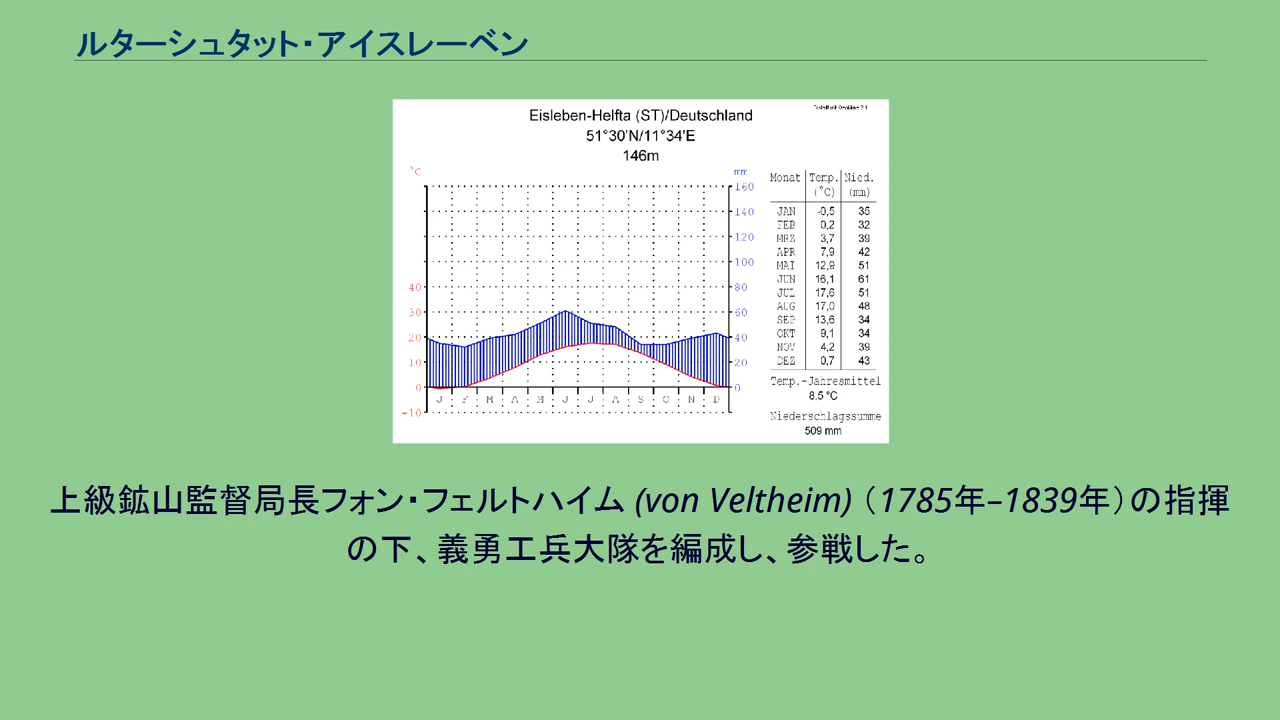 ルターシュタット・アイスレーベン
Eisleben-Helfta (ST)/Deutschland
51°30'N/11°34'E
146m
°C
mm
Monat Temp. Nied.
(°C) (mm)
160
140
120
100
40 80
30 60
20 40
10 20
0 0
-10
J F M A M J J A S O N D
JAN -0,5 35
FEB 0,2 32
MRZ 3,7 39
APR 7,9 42
MAI 12,9 51
JUN 16,1 61
JUL 17,6 51
AUG 17,0 48
SEP 13,6 34
OKT 9,1 34
NOV 4,2 39
DEZ 0,7 43
Temp.-Jahresmittel
8.5 °C
Niederschlagssumme
509 mm
上級鉱山監督局長フォン・フェルトハイム (von Veltheim)（1785年–1839年）の指揮
の下、義勇工兵大隊を編成し、参戦した。